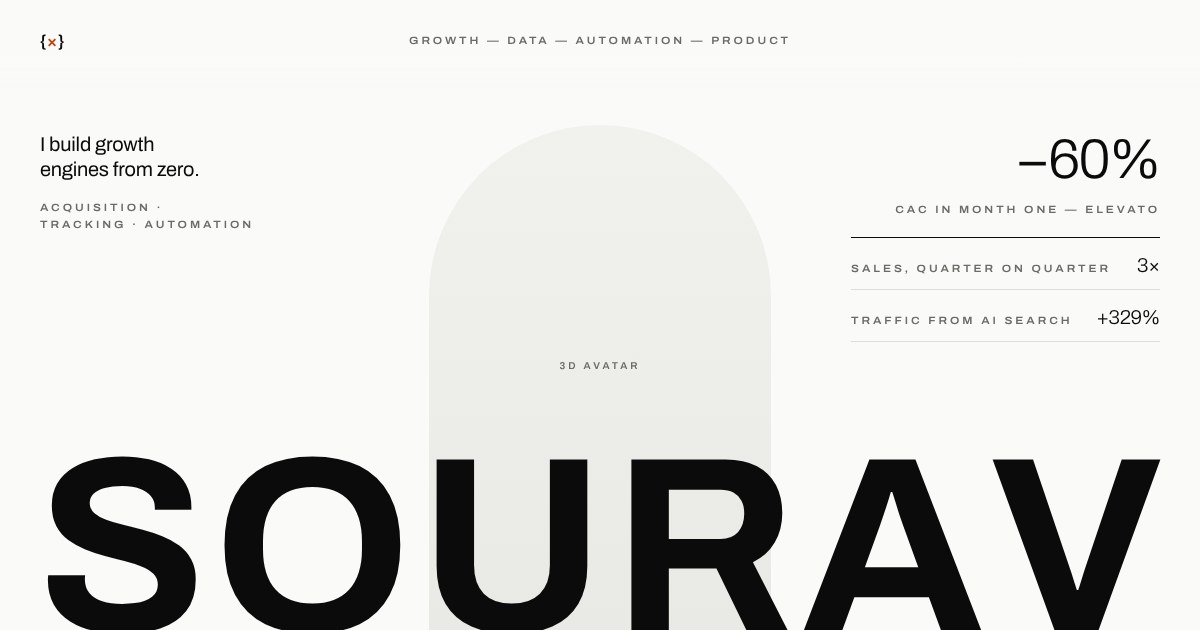 {×}
GROWTH — DATA — AUTOMATION — PRODUCT
I build growth
engines from zero.
ACQUISITION ·
TRACKING · AUTOMATION
–60%
CAC IN MONTH ONE — ELEVATO
SALES, QUARTER ON QUARTER 3×
TRAFFIC FROM AI SEARCH +329%
3D AVATAR
SOURAV